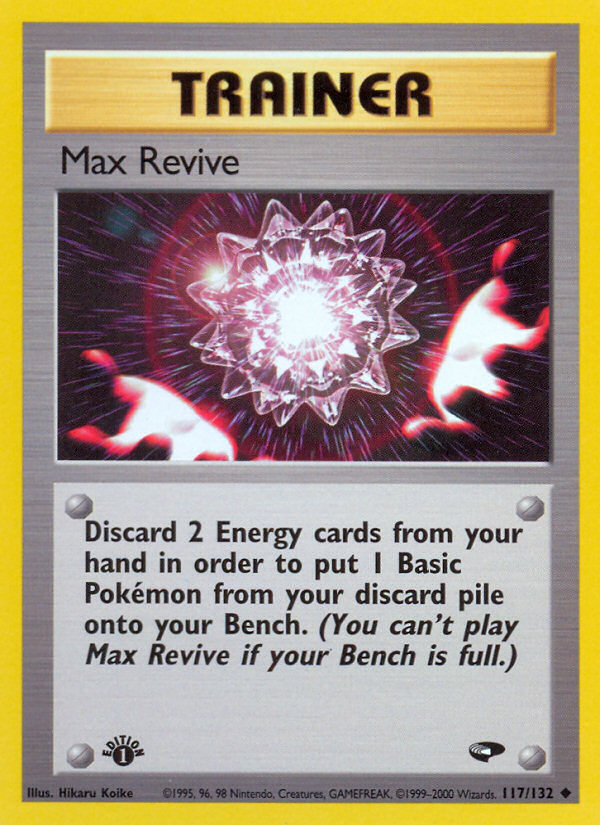 TRAINER
Max Revive
Discard 2 Energy cards from your
hand in order to put 1 Basic
Pokémon from your discard pile
onto your Bench. (You can't play
Max Revive if your Bench is full.)
EDITION
1
Illus. Hikaru Koike ©1995, 96, 98 Nintendo, Creatures, GAMEFREAK. ©1999–2000 Wizards. 117/132 ◆